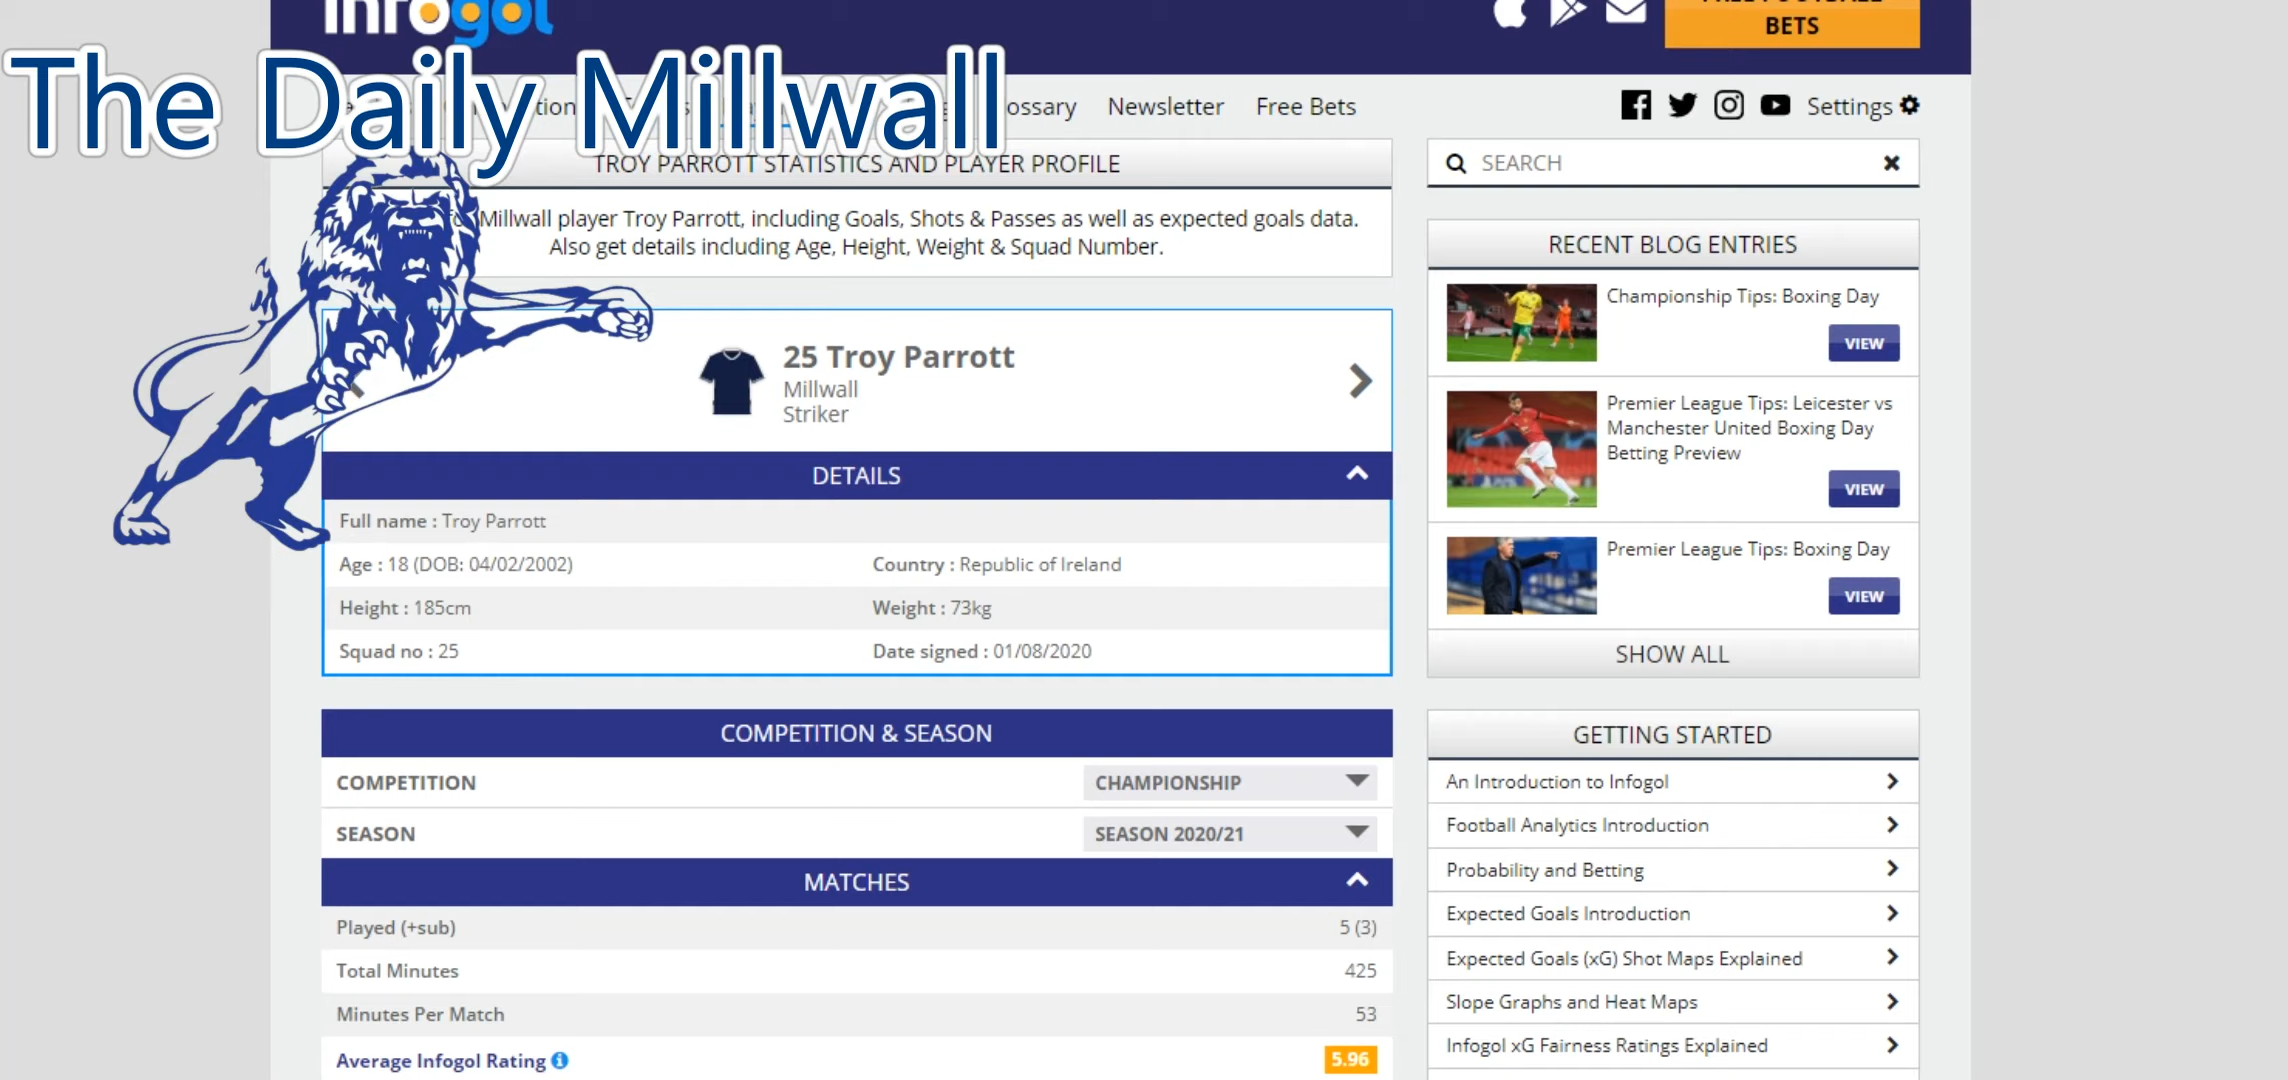 infogol
BETS
The Daily Millwall
Newsletter
Free Bets
Settings
TROY PARROTT STATISTICS AND PLAYER PROFILE
Millwall player Troy Parrott, including Goals, Shots & Passes as well as expected goals data.
Also get details including Age, Height, Weight & Squad Number.
25 Troy Parrott
Millwall
Striker
DETAILS
Full name : Troy Parrott
Age : 18 (DOB: 04/02/2002)
Country : Republic of Ireland
Height : 185cm
Weight : 73kg
Squad no : 25
Date signed : 01/08/2020
COMPETITION & SEASON
COMPETITION
CHAMPIONSHIP
SEASON
SEASON 2020/21
MATCHES
Played (+sub)
5 (3)
Total Minutes
425
Minutes Per Match
53
Average Infogol Rating
5.96
SEARCH
RECENT BLOG ENTRIES
Championship Tips: Boxing Day
VIEW
Premier League Tips: Leicester vs
Manchester United Boxing Day
Betting Preview
VIEW
Premier League Tips: Boxing Day
VIEW
SHOW ALL
GETTING STARTED
An Introduction to Infogol
Football Analytics Introduction
Probability and Betting
Expected Goals Introduction
Expected Goals (xG) Shot Maps Explained
Slope Graphs and Heat Maps
Infogol xG Fairness Ratings Explained